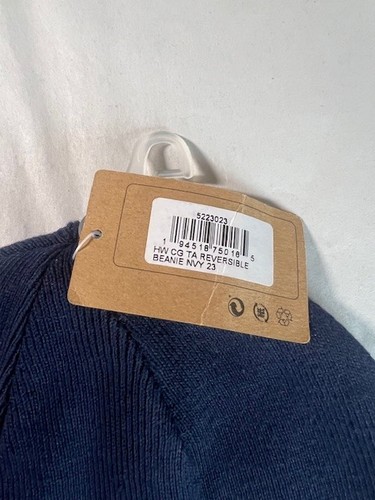 5223023
1 94518 75016 5
HW CG TA REVERSIBLE
BEANIE NVY 23